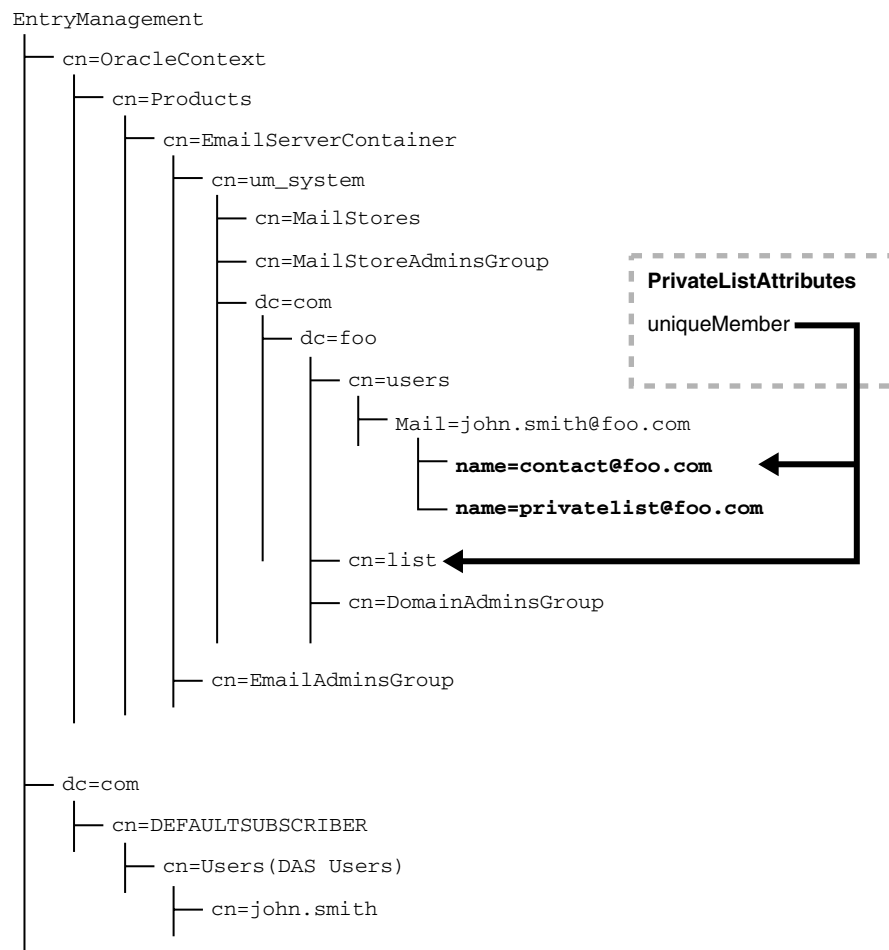 EntryManagement
cn=OracleContext
cn=Products
cn=EmailServerContainer
cn=um_system
cn=MailStores
cn=MailStoreAdminsGroup
PrivateListAttributes
dc=com
uniqueMember
dc=foo
cn=users
Mail=john.smith@foo.com
name=contact@foo.com
name=privatelist@foo.com
cn=list
cn=DomainAdminsGroup
cn=EmailAdminsGroup
dc=com
cn=DEFAULTSUBSCRIBER
cn=Users(DAS Users)
cn=john.smith